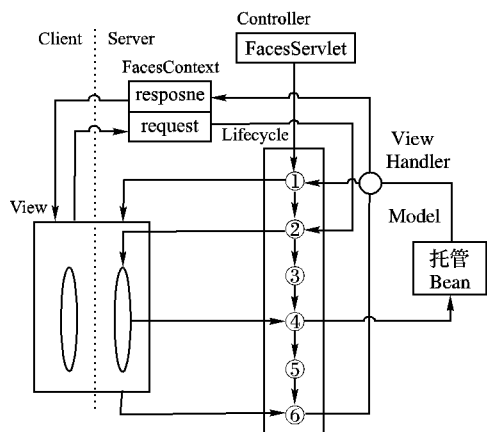 Controller
Client
Server
FacesServlet
FacesContext
resposne
request
Lifecycle
View
Handler
①
View
②
Model
③
托管
Bean
④
⑤
⑥